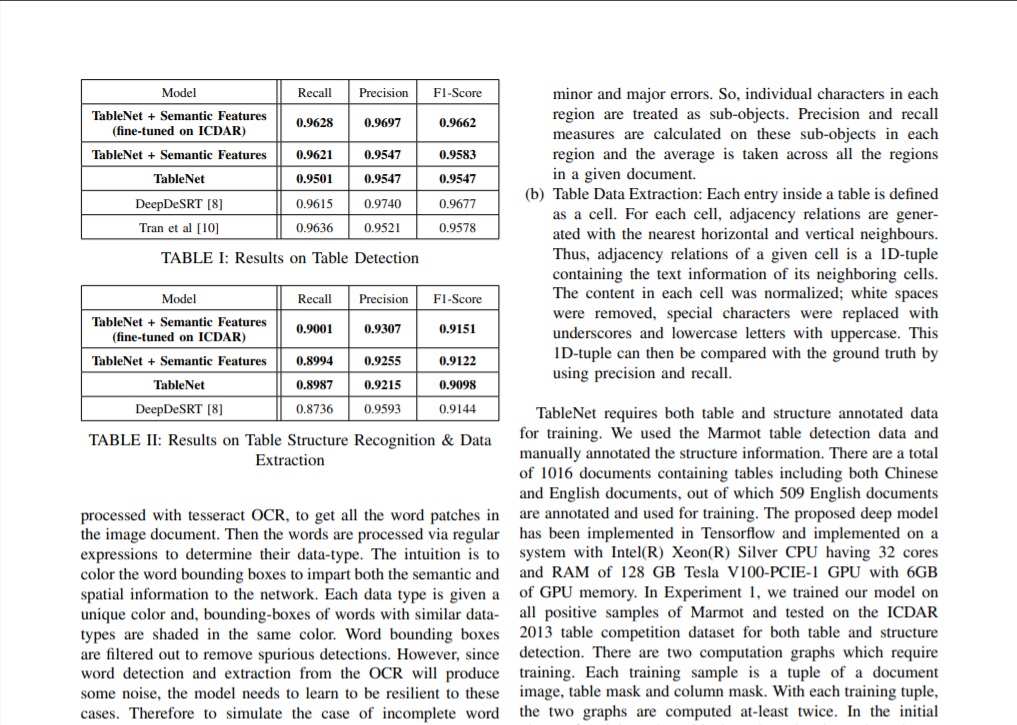 Model Recall Precision F1-Score
TableNet + Semantic Features
(fine-tuned on ICDAR) 0.9628 0.9697 0.9662
TableNet + Semantic Features 0.9621 0.9547 0.9583
TableNet 0.9501 0.9547 0.9547
DeepDeSRT [8] 0.9615 0.9740 0.9677
Tran et al [10] 0.9636 0.9521 0.9578
TABLE I: Results on Table Detection
Model Recall Precision F1-Score
TableNet + Semantic Features
(fine-tuned on ICDAR) 0.9001 0.9307 0.9151
TableNet + Semantic Features 0.8994 0.9255 0.9122
TableNet 0.8987 0.9215 0.9098
DeepDeSRT [8] 0.8736 0.9593 0.9144
TABLE II: Results on Table Structure Recognition & Data
Extraction
processed with tesseract OCR, to get all the word patches in
the image document. Then the words are processed via regular
expressions to determine their data-type. The intuition is to
color the word bounding boxes to impart both the semantic and
spatial information to the network. Each data type is given a
unique color and, bounding-boxes of words with similar data-
types are shaded in the same color. Word bounding boxes
are filtered out to remove spurious detections. However, since
word detection and extraction from the OCR will produce
some noise, the model needs to learn to be resilient to these
cases. Therefore to simulate the case of incomplete word
minor and major errors. So, individual characters in each
region are treated as sub-objects. Precision and recall
measures are calculated on these sub-objects in each
region and the average is taken across all the regions
in a given document.
(b) Table Data Extraction: Each entry inside a table is defined
as a cell. For each cell, adjacency relations are gener-
ated with the nearest horizontal and vertical neighbours.
Thus, adjacency relations of a given cell is a 1D-tuple
containing the text information of its neighboring cells.
The content in each cell was normalized; white spaces
were removed, special characters were replaced with
underscores and lowercase letters with uppercase. This
1D-tuple can then be compared with the ground truth by
using precision and recall.
TableNet requires both table and structure annotated data
for training. We used the Marmot table detection data and
manually annotated the structure information. There are a total
of 1016 documents containing tables including both Chinese
and English documents, out of which 509 English documents
are annotated and used for training. The proposed deep model
has been implemented in Tensorflow and implemented on a
system with Intel(R) Xeon(R) Silver CPU having 32 cores
and RAM of 128 GB Tesla V100-PCIE-1 GPU with 6GB
of GPU memory. In Experiment 1, we trained our model on
all positive samples of Marmot and tested on the ICDAR
2013 table competition dataset for both table and structure
detection. There are two computation graphs which require
training. Each training sample is a tuple of a document
image, table mask and column mask. With each training tuple,
the two graphs are computed at-least twice. In the initial